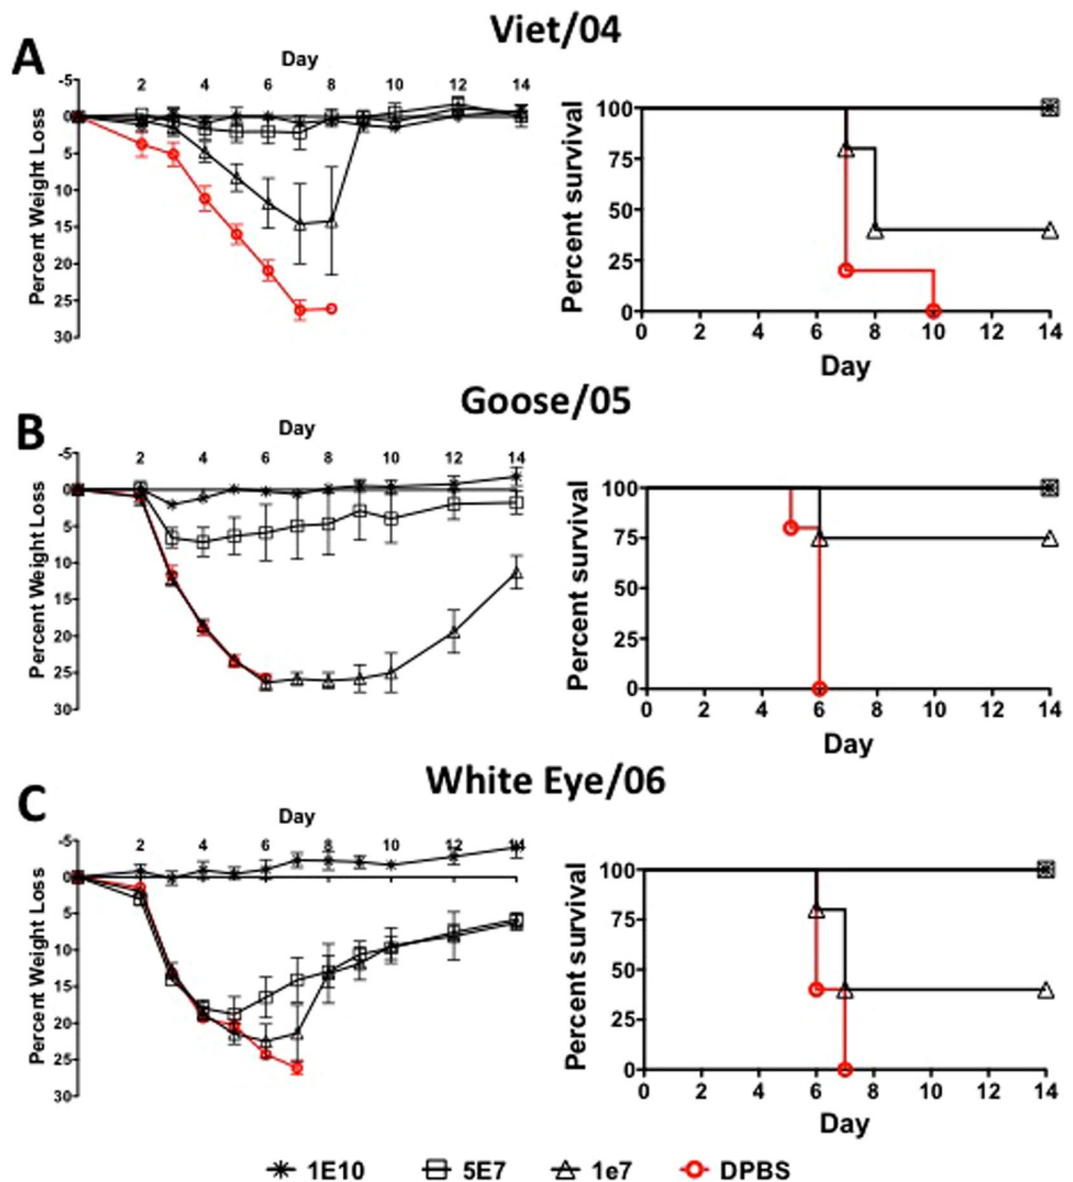 Viet/04
A
Day
2 4 6 8 10 12 14
-5
0
5
10
15
20
25
30
Percent Weight Loss
100
75
50
25
0
Percent survival
0 2 4 6 8 10 12 14
Day
Goose/05
B
Day
2 4 6 8 10 12 14
-5
0
5
10
15
20
25
30
Percent Weight Loss
100
75
50
25
0
Percent survival
0 2 4 6 8 10 12 14
Day
White Eye/06
C
Day
2 4 6 8 10 12 14
-5
0
5
10
15
20
25
30
Percent Weight Loss
100
75
50
25
0
Percent survival
0 2 4 6 8 10 12 14
Day
1E10 5E7 1e7 DPBS